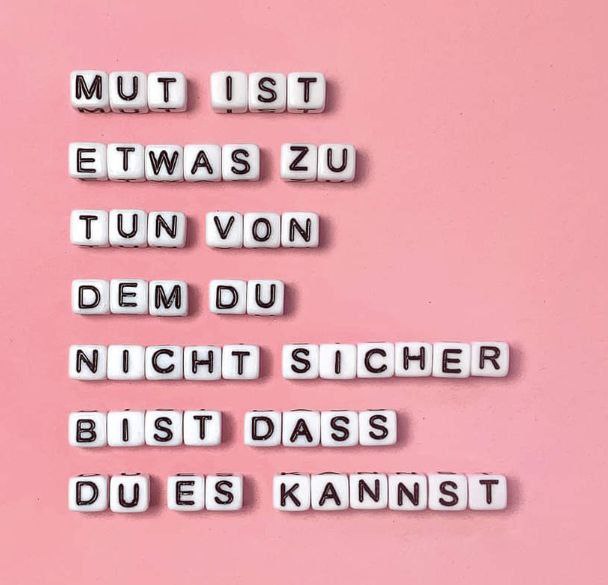 MUT IST
ETWAS ZU
TUN VON
DEM DU
NICHT SICHER
BIST DASS
DU ES KANNST